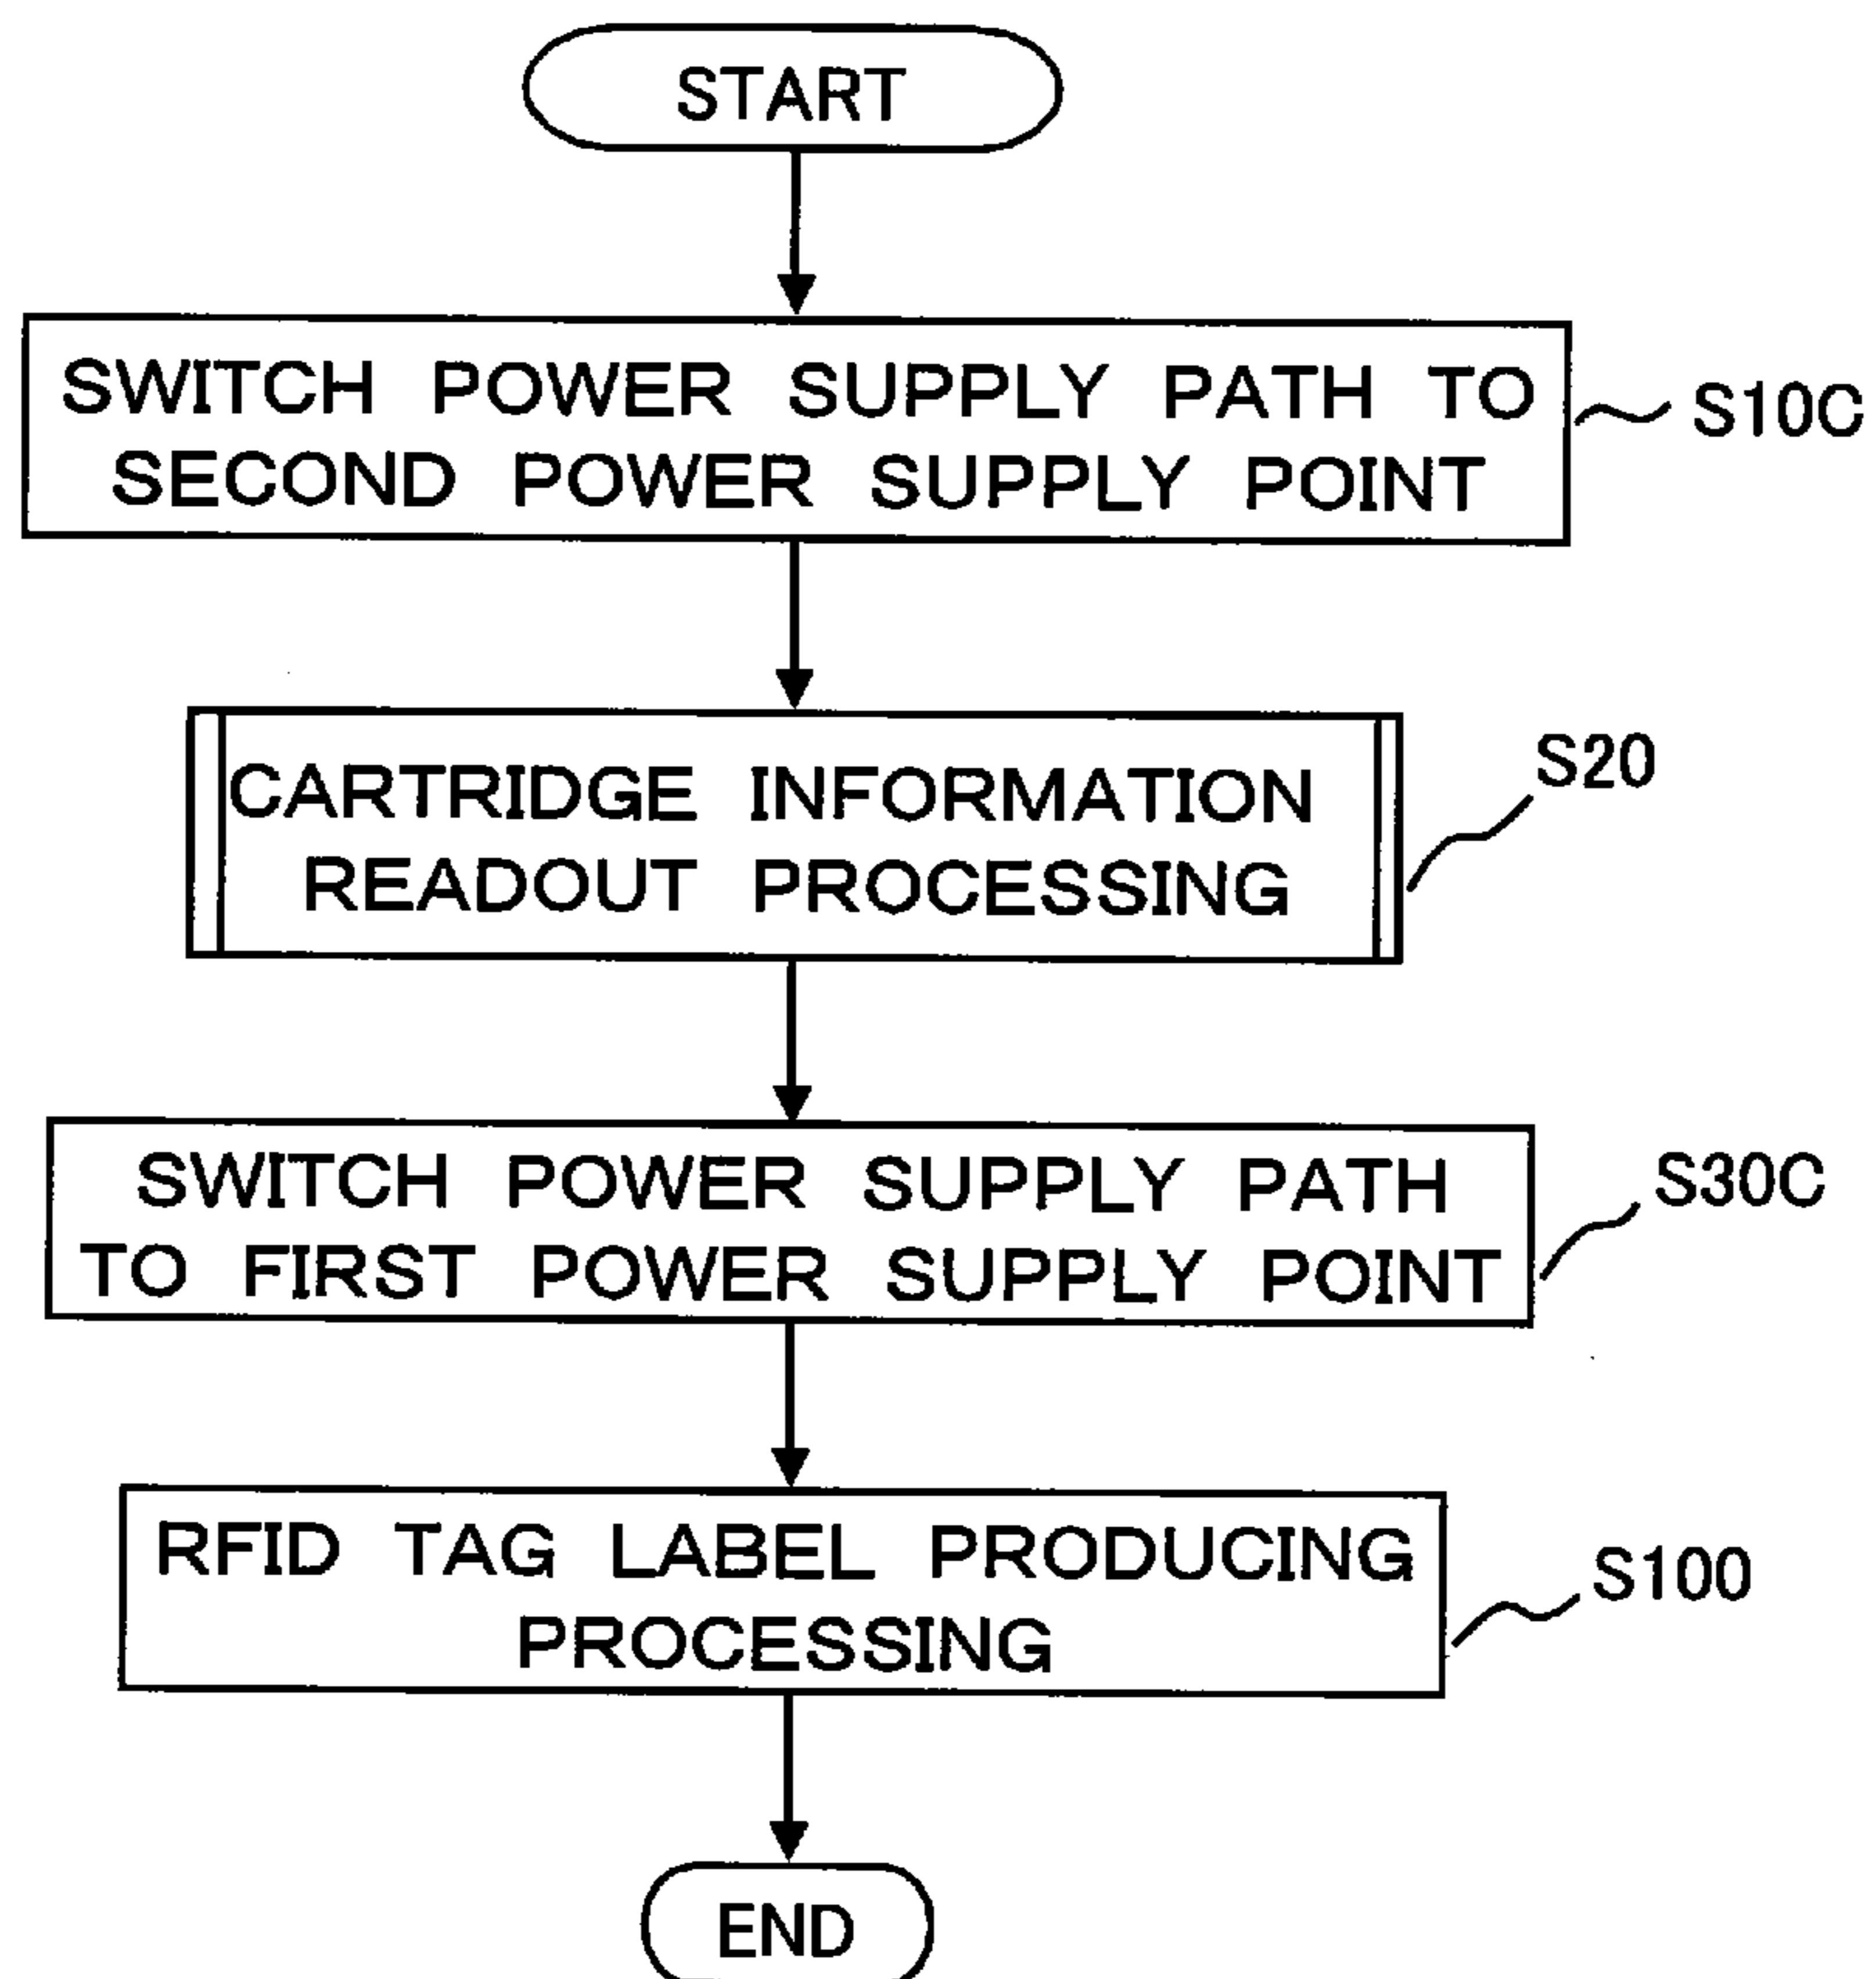 START
SWITCH POWER SUPPLY PATH TO
SECOND POWER SUPPLY POINT
S10C
CARTRIDGE INFORMATION
READOUT PROCESSING
S20
SWITCH POWER SUPPLY PATH
TO FIRST POWER SUPPLY POINT
S30C
RFID TAG LABEL PRODUCING
PROCESSING
S100
END